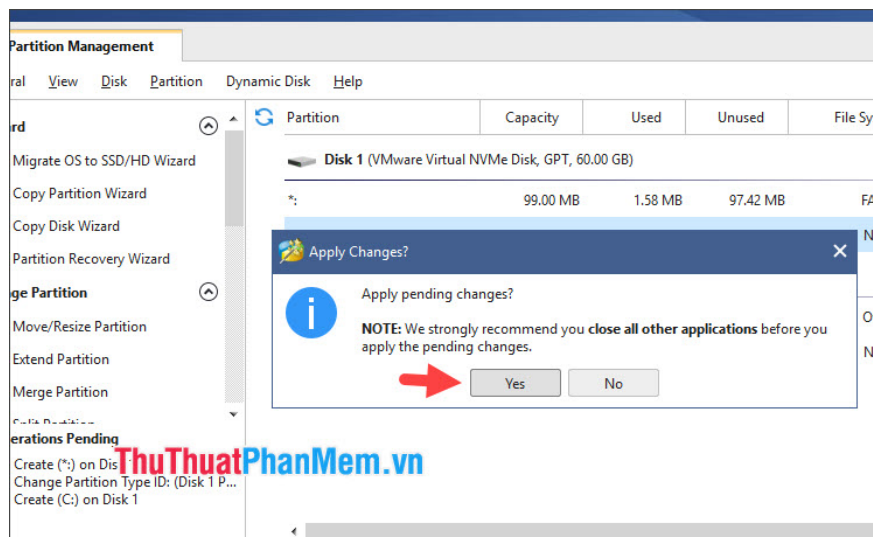 Partition Management
ral View Disk Partition Dynamic Disk Help
rd
Migrate OS to SSD/HD Wizard
Copy Partition Wizard
Copy Disk Wizard
Partition Recovery Wizard
ge Partition
Move/Resize Partition
Extend Partition
Merge Partition
Split Partition
erations Pending
Create (*:) on Dis
Change Partition Type ID: (Disk 1 P...
Create (C:) on Disk 1
Partition Capacity Used Unused File Sy
Disk 1 (VMware Virtual NVMe Disk, GPT, 60.00 GB)
*: 99.00 MB 1.58 MB 97.42 MB FA
N
O
N
Apply Changes?
Apply pending changes?
NOTE: We strongly recommend you close all other applications before you
apply the pending changes.
Yes No
ThuThuatPhanMem.vn